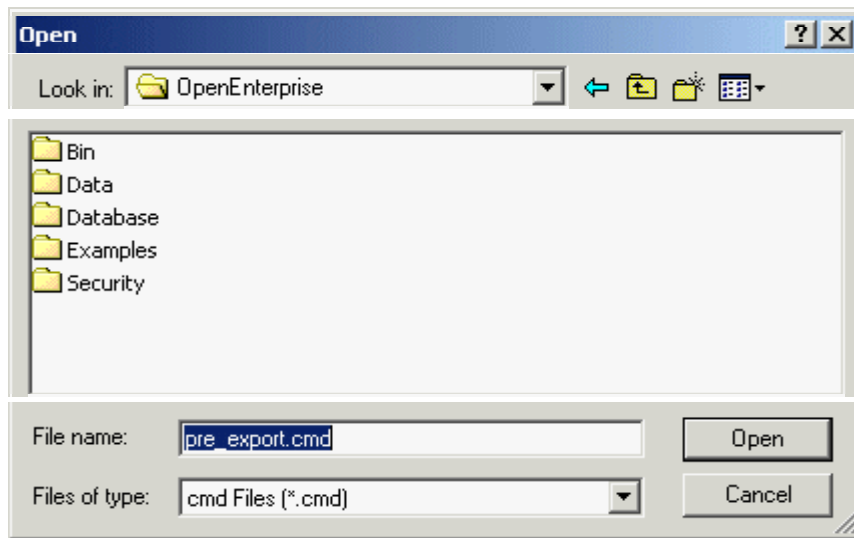 Open
Look in: OpenEnterprise
Bin
Data
Database
Examples
Security
File name: pre_export.cmd Open
Files of type: cmd Files (*.cmd) Cancel